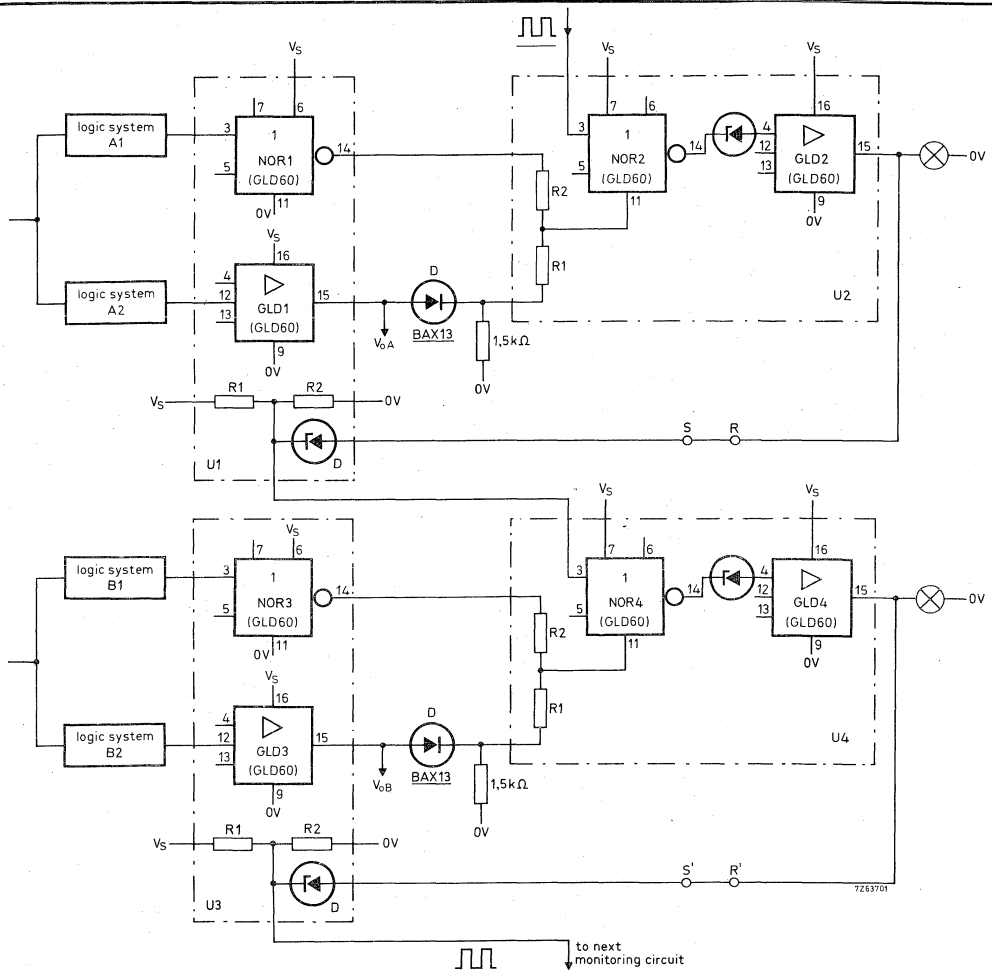 V_S
7
6
logic system
A1
3
1
NOR1
(GLD60)
14
5
11
0V
V_S
16
4
logic system
A2
12
GLD1
(GLD60)
15
13
9
0V
V_oA
D
BAX13
1,5kΩ
0V
V_S
7
6
3
1
NOR2
(GLD60)
14
5
11
R2
R1
V_S
16
4
12
GLD2
(GLD60)
15
13
9
0V
0V
U2
V_S
R1
R2
0V
D
U1
S
R
V_S
7
6
logic system
B1
3
1
NOR3
(GLD60)
14
5
11
0V
V_S
16
4
logic system
B2
12
GLD3
(GLD60)
15
13
9
0V
V_oB
D
BAX13
1,5kΩ
0V
V_S
7
6
3
1
NOR4
(GLD60)
14
5
11
R2
R1
V_S
16
4
12
GLD4
(GLD60)
15
13
9
0V
0V
U4
V_S
R1
R2
0V
D
U3
S'
R'
7Z63701
to next
monitoring circuit